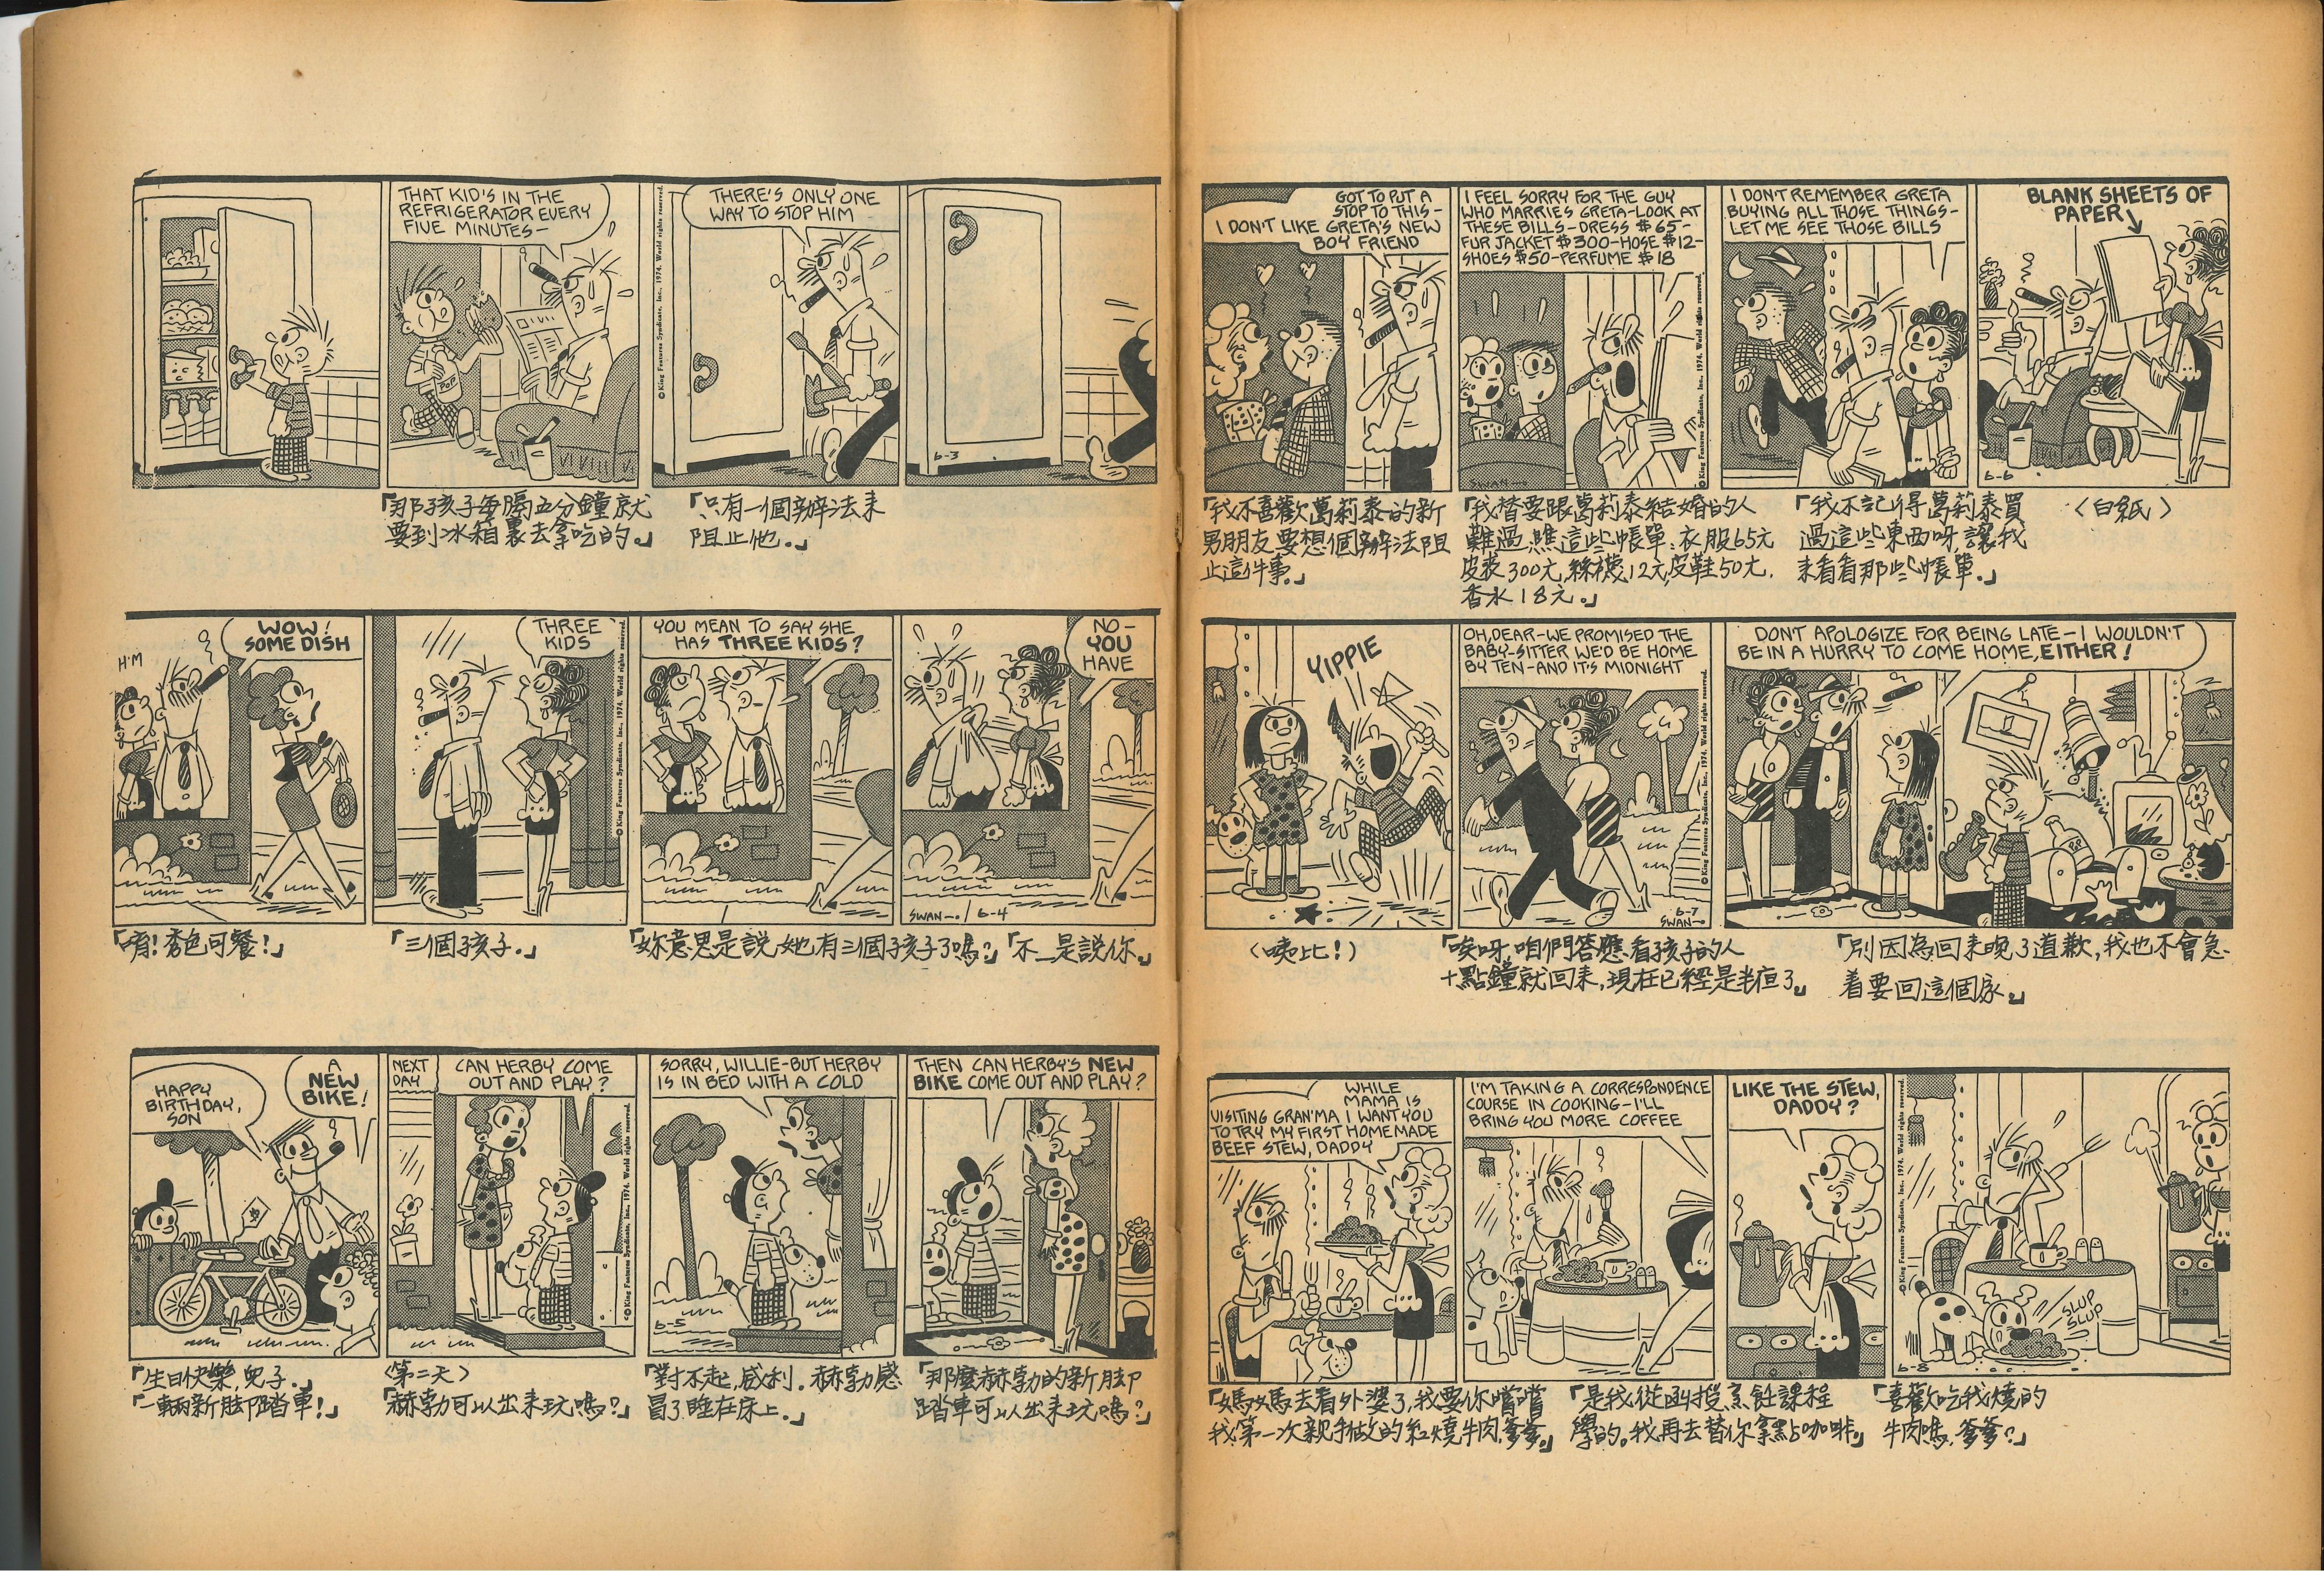 THAT KID'S IN THE
REFRIGERATOR EVERY
FIVE MINUTES—
POP
© King Features Syndicate, Inc., 1974. World rights reserved.
THERE'S ONLY ONE
WAY TO STOP HIM
6-3
「那孩子每隔五分鐘就
要到冰箱裏去拿吃的。」
「只有一個辦法來
阻止他。」
H'M
WOW!
SOME DISH
THREE
KIDS
© King Features Syndicate, Inc., 1974. World rights reserved.
YOU MEAN TO SAY SHE
HAS THREE KIDS?
NO—
YOU
HAVE
SWAN—. 6-4
「唷!秀色可餐!」
「三個孩子.」
「妳意思是說,她有三個孩子了嗎?」
「不—是說你.」
HAPPY
BIRTHDAY,
SON
A
NEW
BIKE!
NEXT
DAY
CAN HERBY COME
OUT AND PLAY?
© King Features Syndicate, Inc., 1974. World rights reserved.
SORRY, WILLIE—BUT HERBY
IS IN BED WITH A COLD
6-5
THEN CAN HERBY'S NEW
BIKE COME OUT AND PLAY?
「生日快樂,兒子.」
「一輛新脚踏車!」
〈第二天〉
「赫勃可以出來玩嗎?」
「對不起,威利.赫勃感
冒了,睡在床上.」
「那麼赫勃的新脚
踏車可以出來玩嗎?」
GOT TO PUT A
STOP TO THIS—
I DON'T LIKE GRETA'S NEW
BOY FRIEND
I FEEL SORRY FOR THE GUY
WHO MARRIES GRETA—LOOK AT
THESE BILLS—DRESS $65—
FUR JACKET $300—HOSE $12—
SHOES $50—PERFUME $18
SWAN—.
© King Features Syndicate, Inc., 1974. World rights reserved.
I DON'T REMEMBER GRETA
BUYING ALL THOSE THINGS—
LET ME SEE THOSE BILLS
BLANK SHEETS OF
PAPER
6-6
「我不喜歡葛莉泰的新
男朋友,要想個辦法阻
止這件事.」
「我替要跟葛莉泰結婚的人
難過,瞧這些帳單:衣服65元
皮裘300元,絲襪12元,皮鞋50元,
香水18元。」
「我不記得葛莉泰買
過這些東西呀,讓我
來看看那些帳單.」
〈白紙〉
YIPPIE
OH, DEAR—WE PROMISED THE
BABY-SITTER WE'D BE HOME
BY TEN—AND IT'S MIDNIGHT
© King Features Syndicate, Inc., 1974. World rights reserved.
6-7
SWAN—.
DON'T APOLOGIZE FOR BEING LATE—I WOULDN'T
BE IN A HURRY TO COME HOME, EITHER!
(咦比!)
「唉呀,咱們答應看孩子的人
十點鐘就回來,現在已經是半夜了」
「別因為回來晚了道歉,我也不會急
着要回這個家。」
WHILE
MAMA IS
VISITING GRAN'MA, I WANT YOU
TO TRY MY FIRST HOMEMADE
BEEF STEW, DADDY
I'M TAKING A CORRESPONDENCE
COURSE IN COOKING—I'LL
BRING YOU MORE COFFEE
LIKE THE STEW,
DADDY?
© King Features Syndicate, Inc., 1974. World rights reserved.
SLUP
SLUP
6-8
「媽媽去看外婆了,我要你嚐嚐
我第一次親手做的紅燒牛肉,爹爹.」
「是我從函授烹飪課程
學的。我再去替你拿點咖啡.」
「喜歡吃我燒的
牛肉嗎,爹爹?」